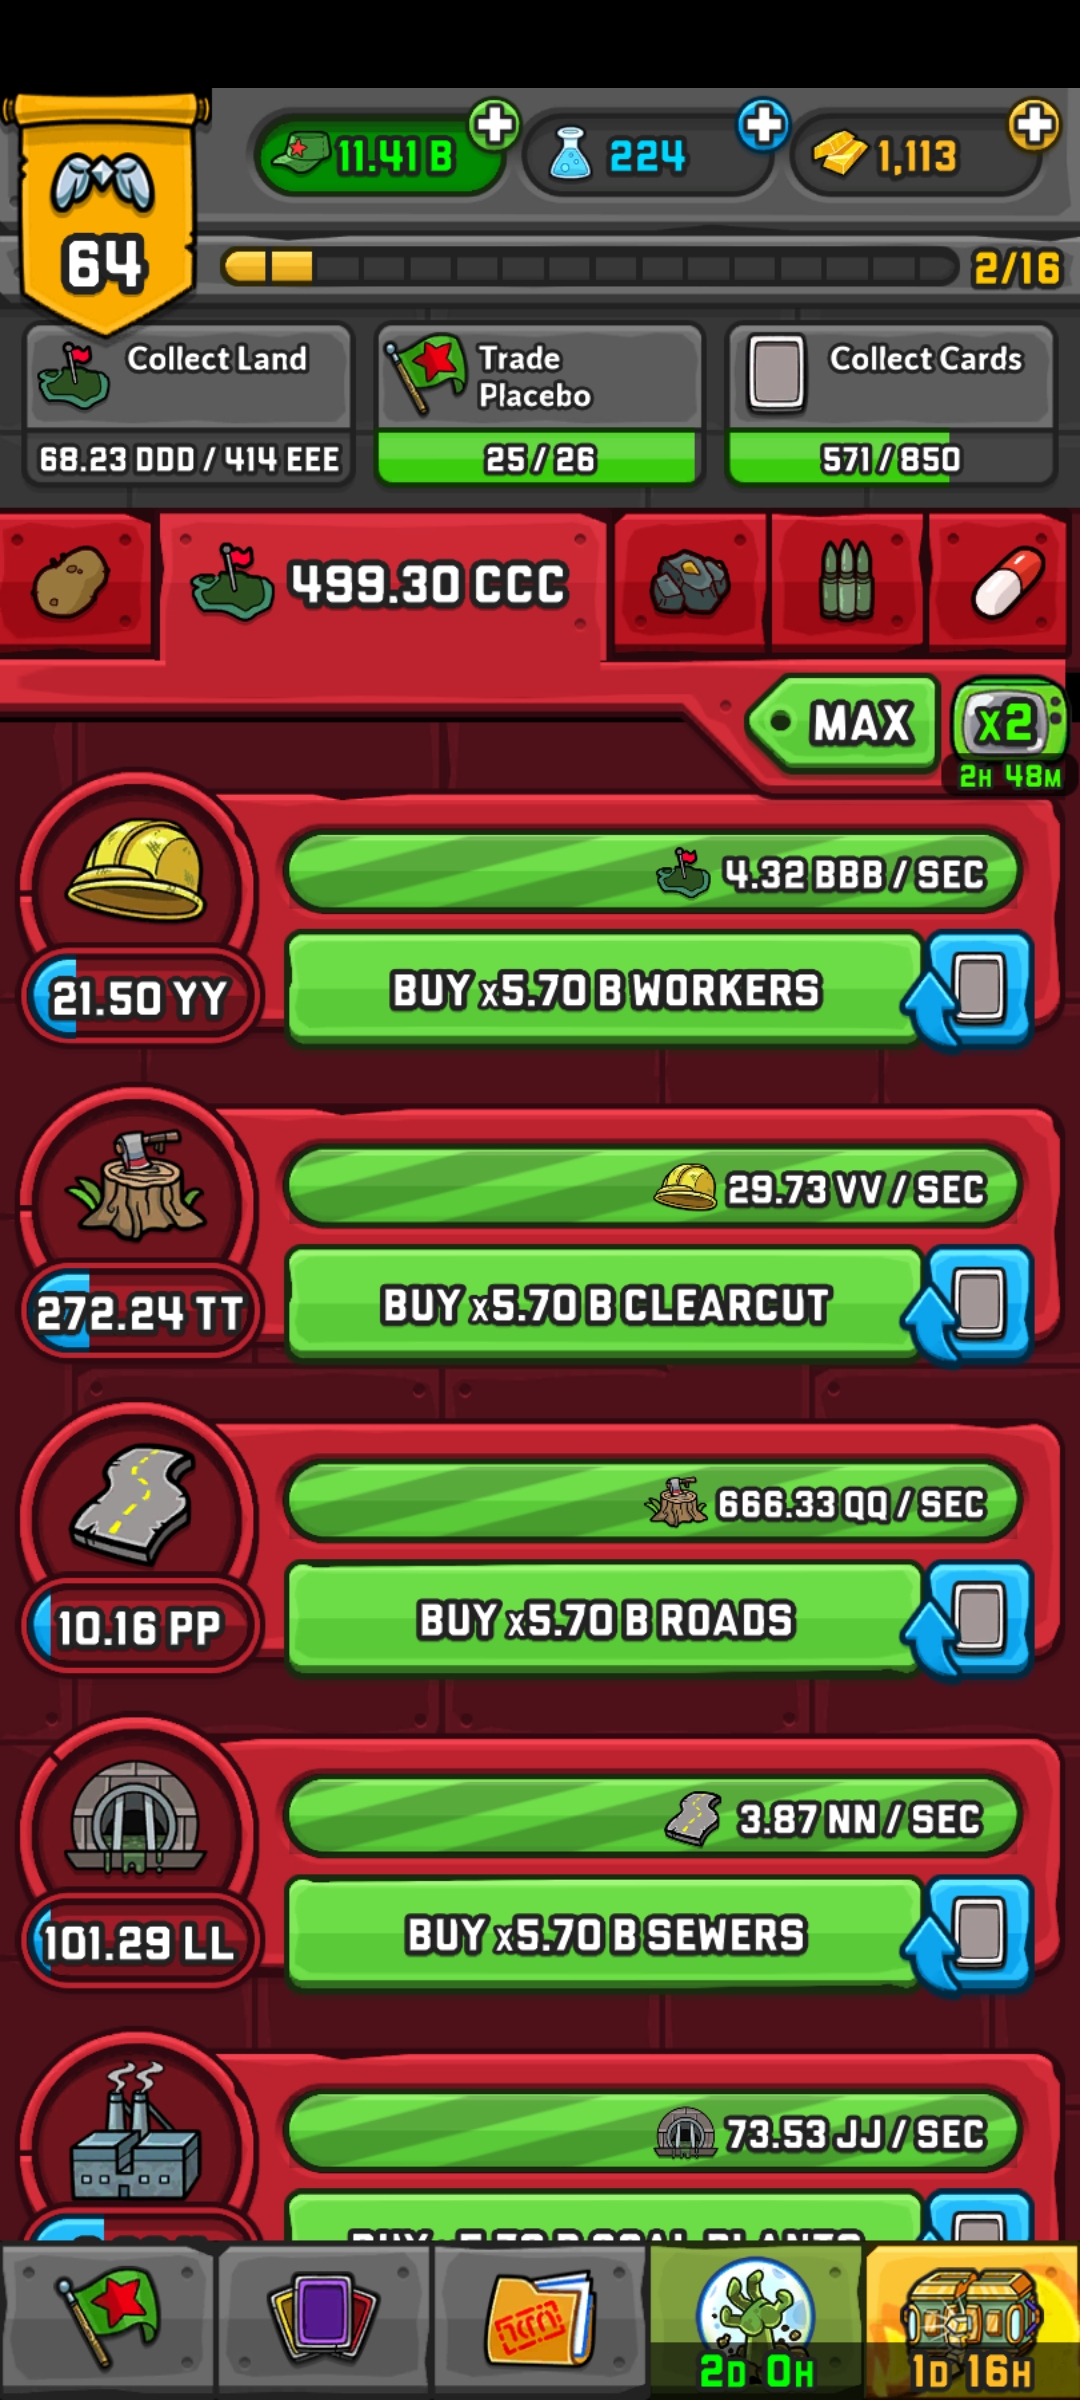 11.41 B
224
1,113
64
2/16
Collect Land
68.23 DDD / 414 EEE
Trade
Placebo
25 / 26
Collect Cards
571 / 850
499.30 CCC
MAX
x2
2H 48M
4.32 BBB / SEC
21.50 YY
BUY x5.70 B WORKERS
29.73 VV / SEC
272.24 TT
BUY x5.70 B CLEARCUT
666.33 QQ / SEC
10.16 PP
BUY x5.70 B ROADS
3.87 NN / SEC
101.29 LL
BUY x5.70 B SEWERS
73.53 JJ / SEC
2D 0H
1D 16H